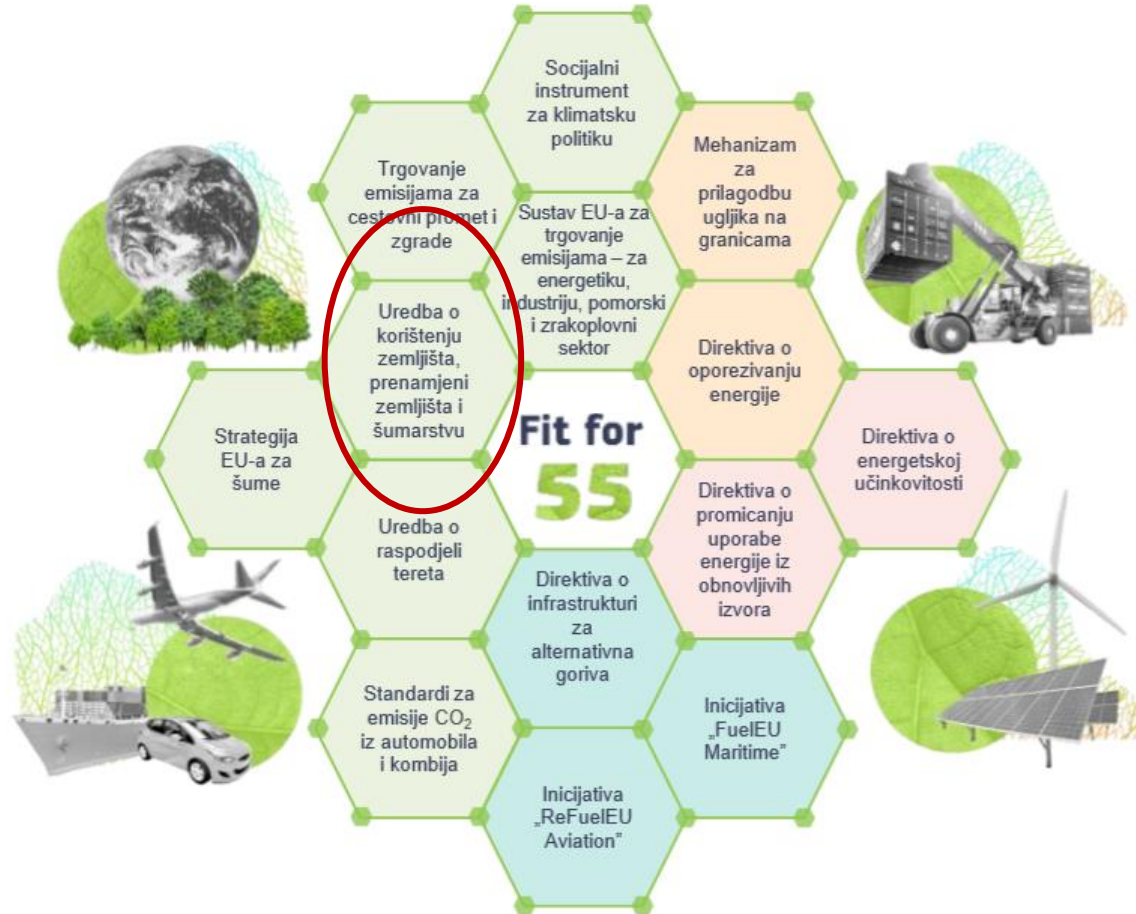 Socijalni
instrument
za klimatsku
politiku
Trgovanje
emisijama za
cestovni promet i
zgrade
Mehanizam
za
prilagodbu
ugljika na
granicama
Sustav EU-a za
trgovanje
emisijama – za
energetiku,
industriju, pomorski
i zrakoplovni
sektor
Uredba o
korištenju
zemljišta,
prenamjeni
zemljišta i
šumarstvu
Direktiva o
oporezivanju
energije
Strategija
EU-a za
šume
Fit for
55
Direktiva o
energetskoj
učinkovitosti
Uredba o
raspodjeli
tereta
Direktiva o
promicanju
uporabe
energije iz
obnovljivih
izvora
Direktiva o
infrastrukturi
za
alternativna
goriva
Standardi za
emisije CO₂
iz automobila
i kombija
Inicijativa
„FuelEU
Maritime”
Inicijativa
„ReFuelEU
Aviation”